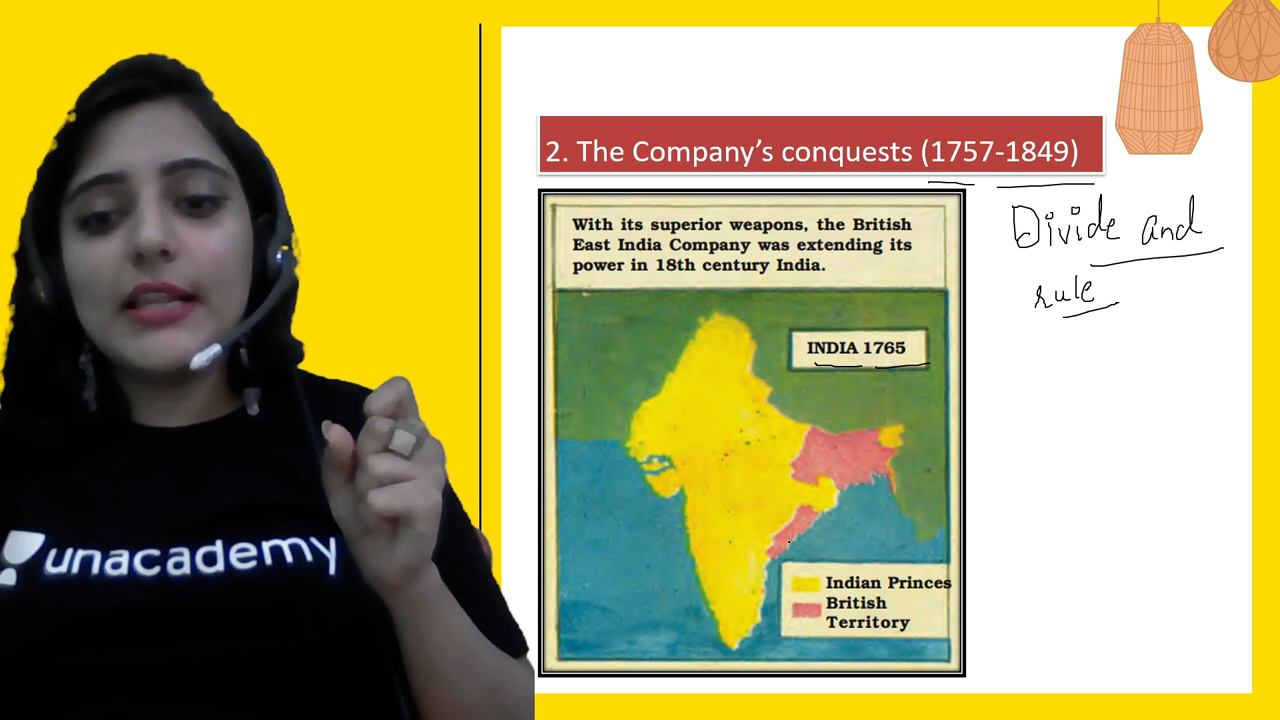 2. The Company's conquests (1757-1849)
Divide and
rule
With its superior weapons, the British
East India Company was extending its
power in 18th century India.
INDIA 1765
Indian Princes
British
Territory
unacademy